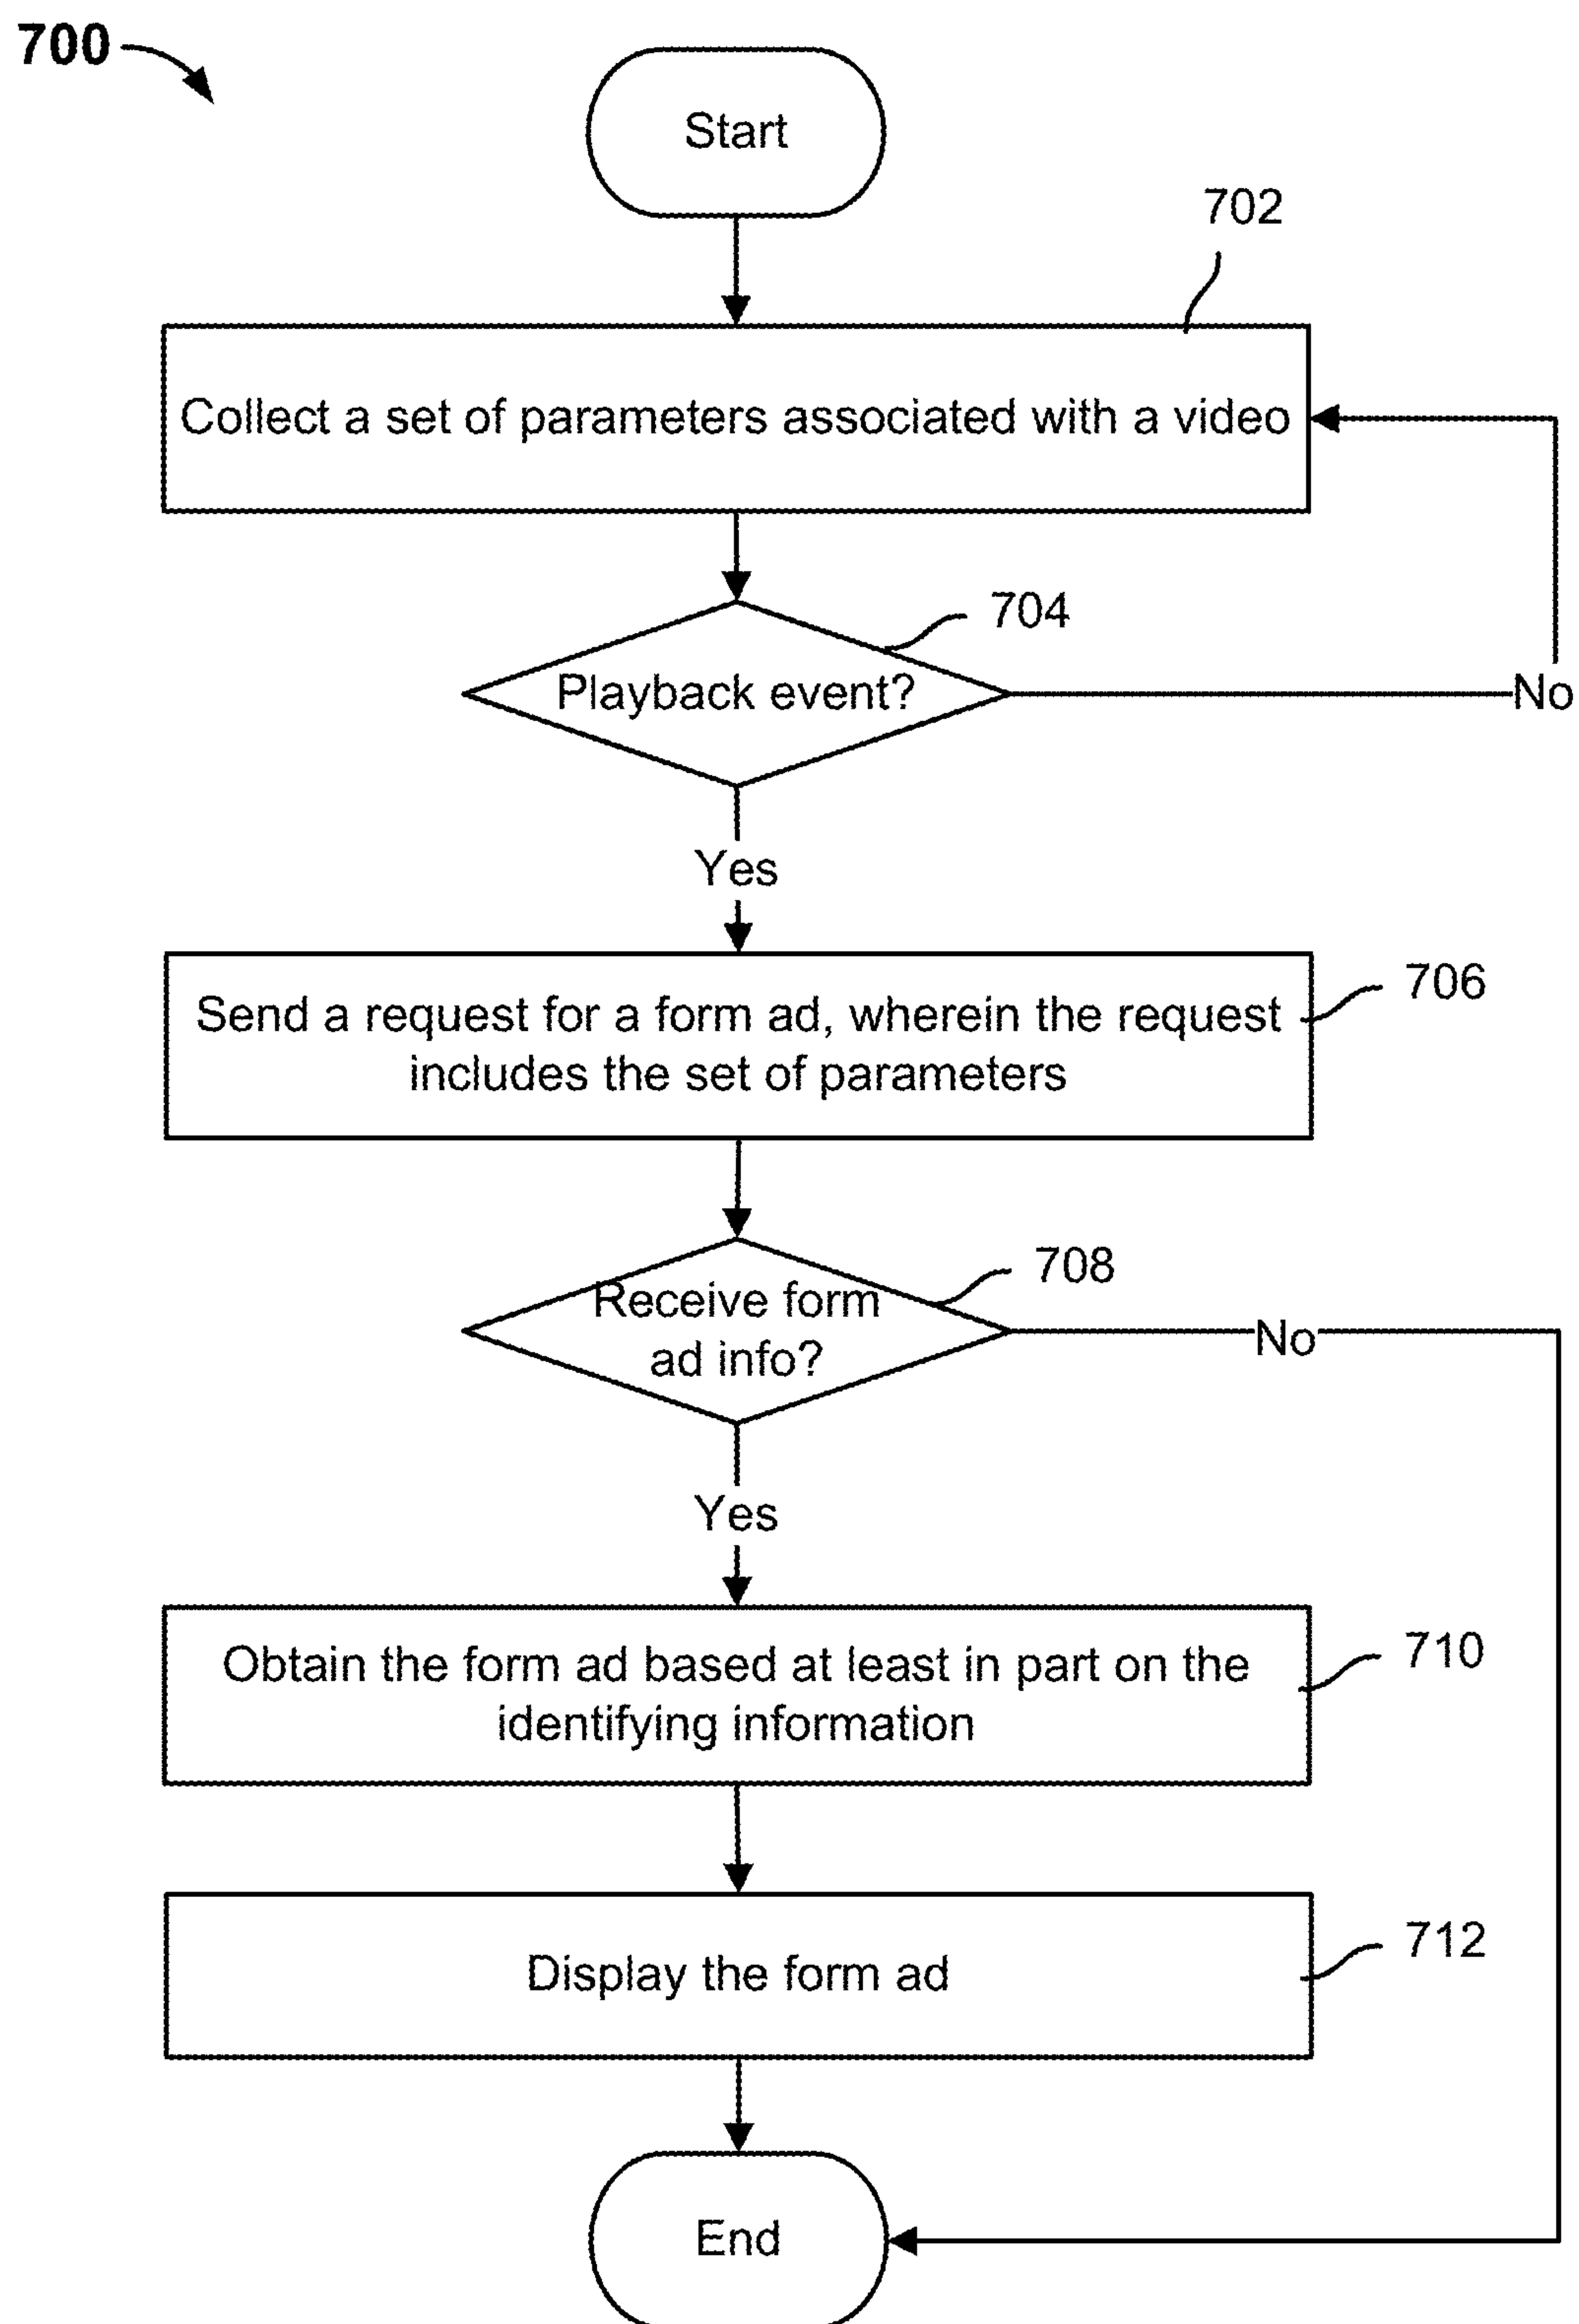 700
Start
702
Collect a set of parameters associated with a video
704
Playback event?
No
Yes
706
Send a request for a form ad, wherein the request
includes the set of parameters
708
Receive form
ad info?
No
Yes
710
Obtain the form ad based at least in part on the
identifying information
712
Display the form ad
End